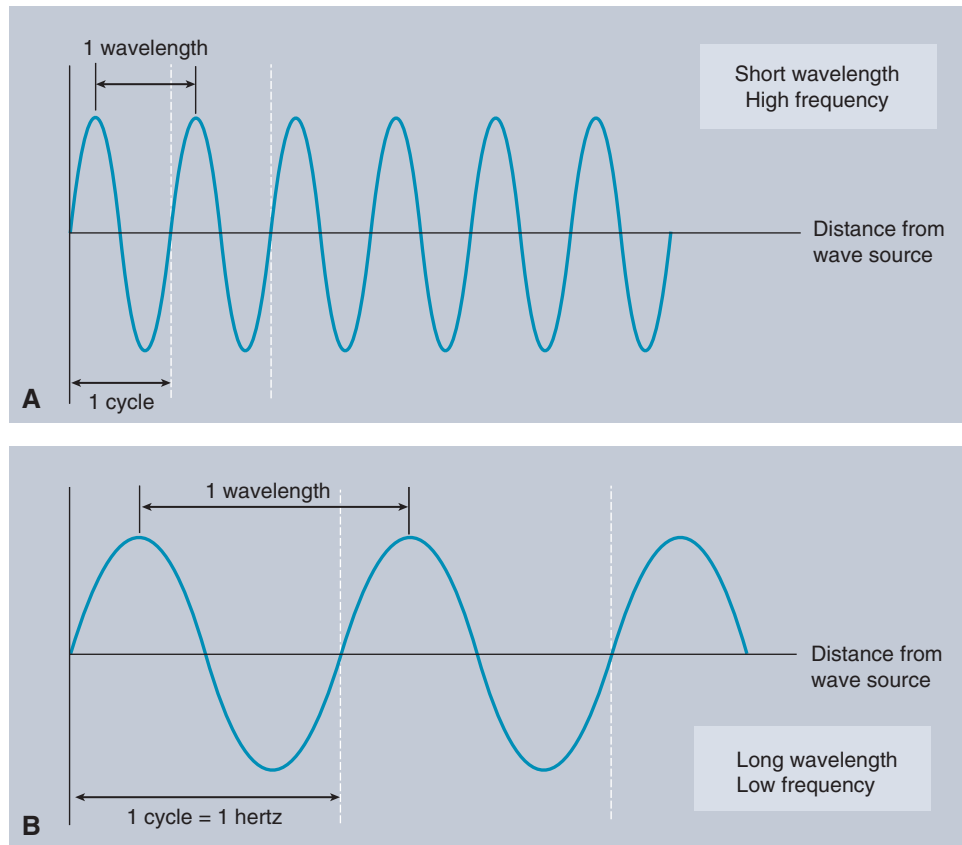 1 wavelength
Short wavelength
High frequency
Distance from
wave source
1 cycle
A
1 wavelength
Distance from
wave source
Long wavelength
Low frequency
1 cycle = 1 hertz
B